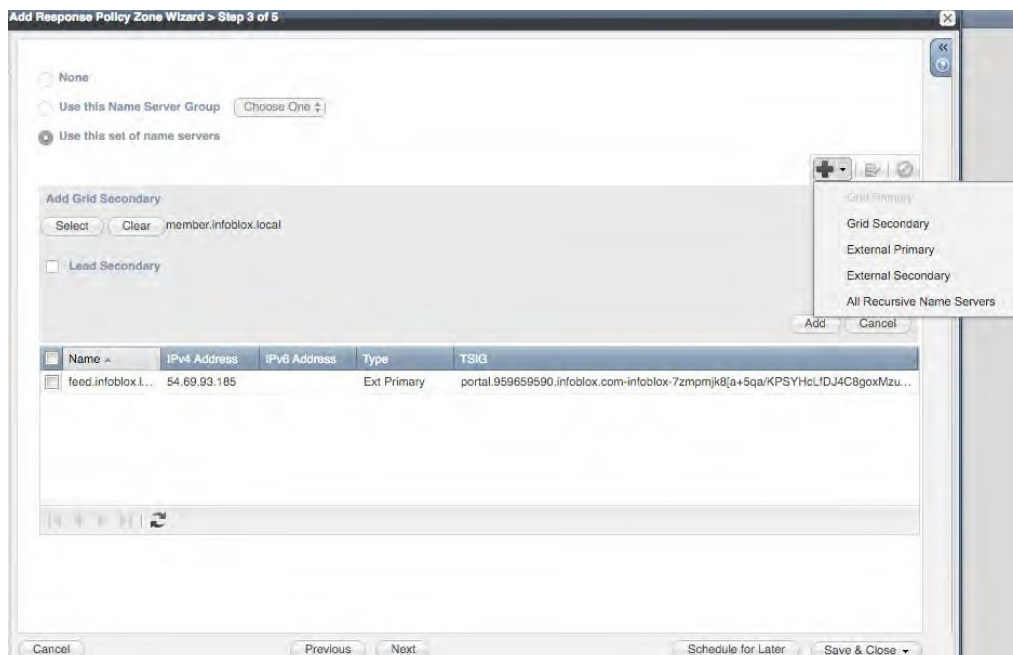 Add Response Policy Zone Wizard > Step 3 of 5
None
Use this Name Server Group Choose One
Use this set of name servers
Grid Primary
Add Grid Secondary
Grid Secondary
Select Clear member.infoblox.local
External Primary
Lead Secondary
External Secondary
All Recursive Name Servers
Add Cancel
Name IPv4 Address IPv6 Address Type TSIG
feed.infoblox.l... 54.69.93.185 Ext Primary portal.959659590.infoblox.com-infoblox-7zmpmjk8[a+5qa/KPSYHcLfDJ4C8goxMzu...
Cancel Previous Next Schedule for Later Save & Close